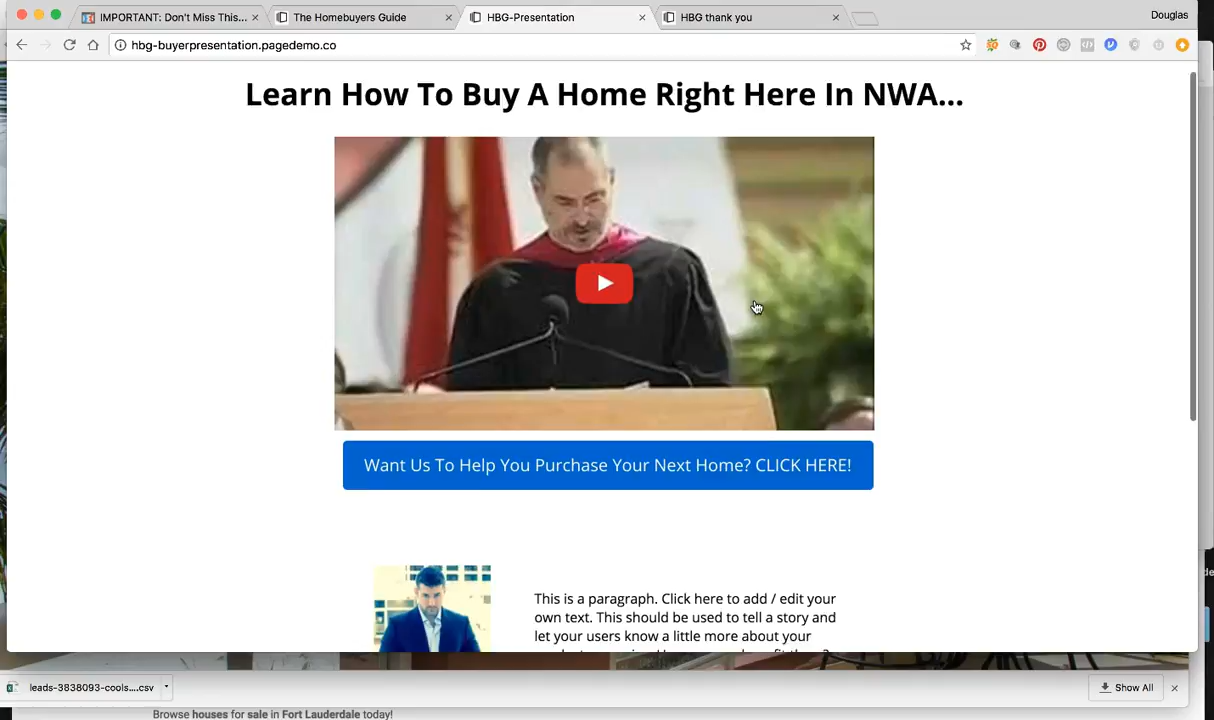 IMPORTANT: Don't Miss This...
The Homebuyers Guide
HBG-Presentation
HBG thank you
Douglas
hbg-buyerpresentation.pagedemo.co
Learn How To Buy A Home Right Here In NWA...
Want Us To Help You Purchase Your Next Home? CLICK HERE!
This is a paragraph. Click here to add / edit your
own text. This should be used to tell a story and
let your users know a little more about your
leads-3838093-cools....csv
Show All
Browse houses for sale in Fort Lauderdale today!